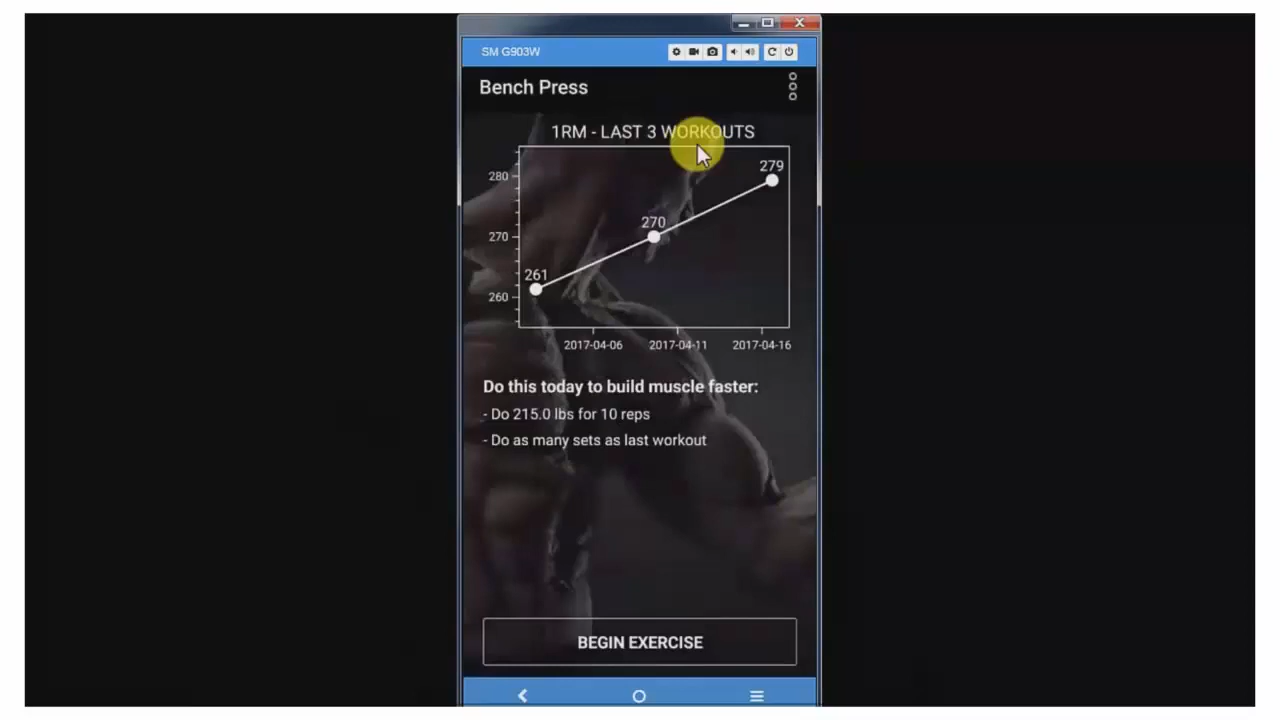 SM G903W
Bench Press
1RM - LAST 3 WORKOUTS
279
280
270
270
261
260
2017-04-06 2017-04-11 2017-04-16
Do this today to build muscle faster:
- Do 215.0 lbs for 10 reps
- Do as many sets as last workout
BEGIN EXERCISE